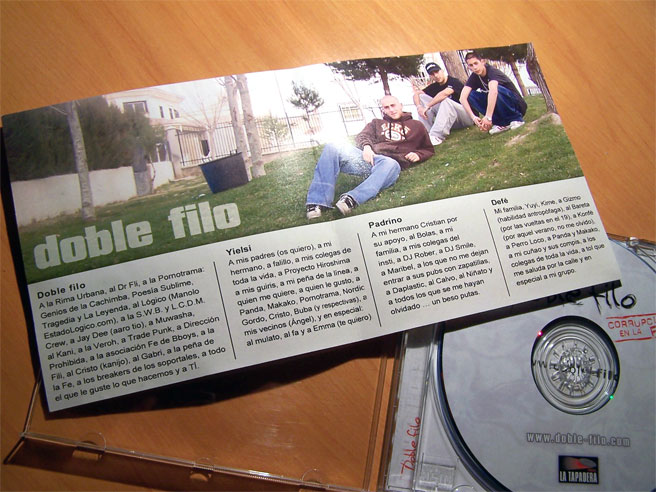 doble filo
Doble filo
A la Rima Urbana, al Dr Fli, a la Pornotrama:
Genios de la Cachimba, Poesía Sublime,
Tragedia y La Leyenda, al Lógico (Manolo
EstadoLogico.com), a la S.W.B. y L.C.D.M.
Crew, a Jay Dee (aaro tio), a Muwasha,
al Kani, a la Veroh, a Trade Punk, a Dirección
Prohibida, a la asociación Fe de Bboys, a la
Fili, al Cristo (kanijo), al Gabri, a la peña de
la Fe, a los breakers de los soportales, a todo
el que le guste lo que hacemos y a TÍ.
Yielsi
A mis padres (os quiero), a mi
hermano, a falillo, a mis colegas de
toda la vida, a Proyecto Hiroshima
a mis guiris, a mi peña de la línea, a
quien me quiere, a quien le gusto, a
Panda, Makako, Pornotrama, Nordic
Gordo, Cristo, Buba (y respectivas), a
mis vecinos (Ángel), y en especial:
al mulato, al fa y a Emma (te quiero)
Padrino
A mi hermano Cristian por
su apoyo, al Bolas, a mi
familia, a mis colegas del
insti, a DJ Rober, a DJ Smile,
a Maribel, a los que no me dejan
entrar a sus pubs con zapatillas,
a Daplastic, al Calvo, al Niñato y
a todos los que se me hayan
olvidado .... un beso putas
Defé
Mi familia, Yuyi, Kime, a Gizmo
(habilidad antropófaga), al Bareta
(por las vueltas en el 19), a Konfé
(por aquel verano, no me olvido),
a Perro Loco, a Panda y Makako,
a mi cuñao y sus compis, a los
colegas de toda la vida, a tol que
me saluda por la calle y en
especial a mi grupo.
filo
CORRUPC
EN LA
www.doble-filo.com
LA TAPADERA
Doble filo